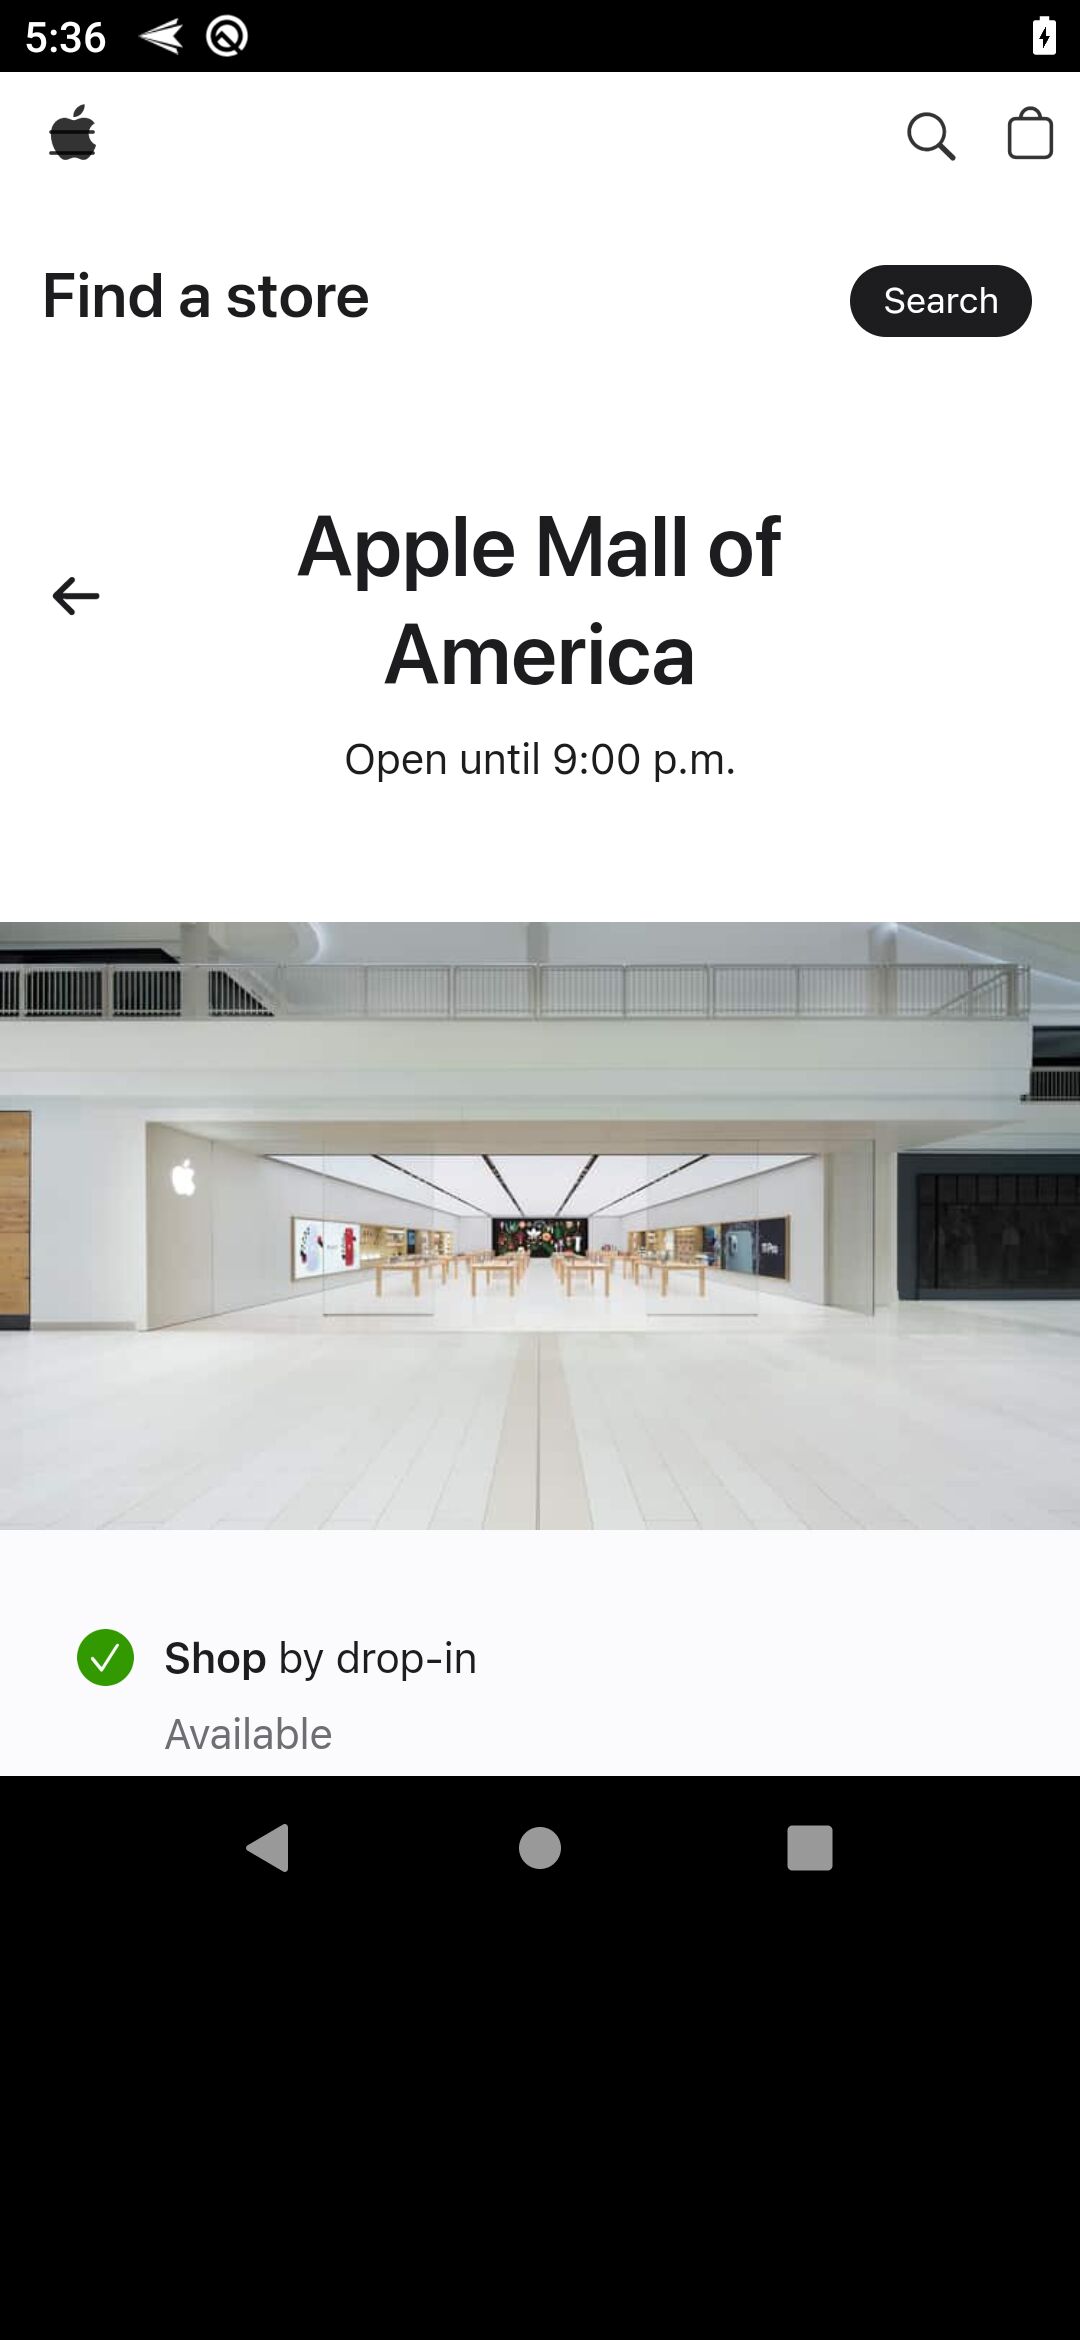 5:36
Find a store
Search
Apple Mall of
America
Open until 9:00 p.m.
Shop by drop-in
Available